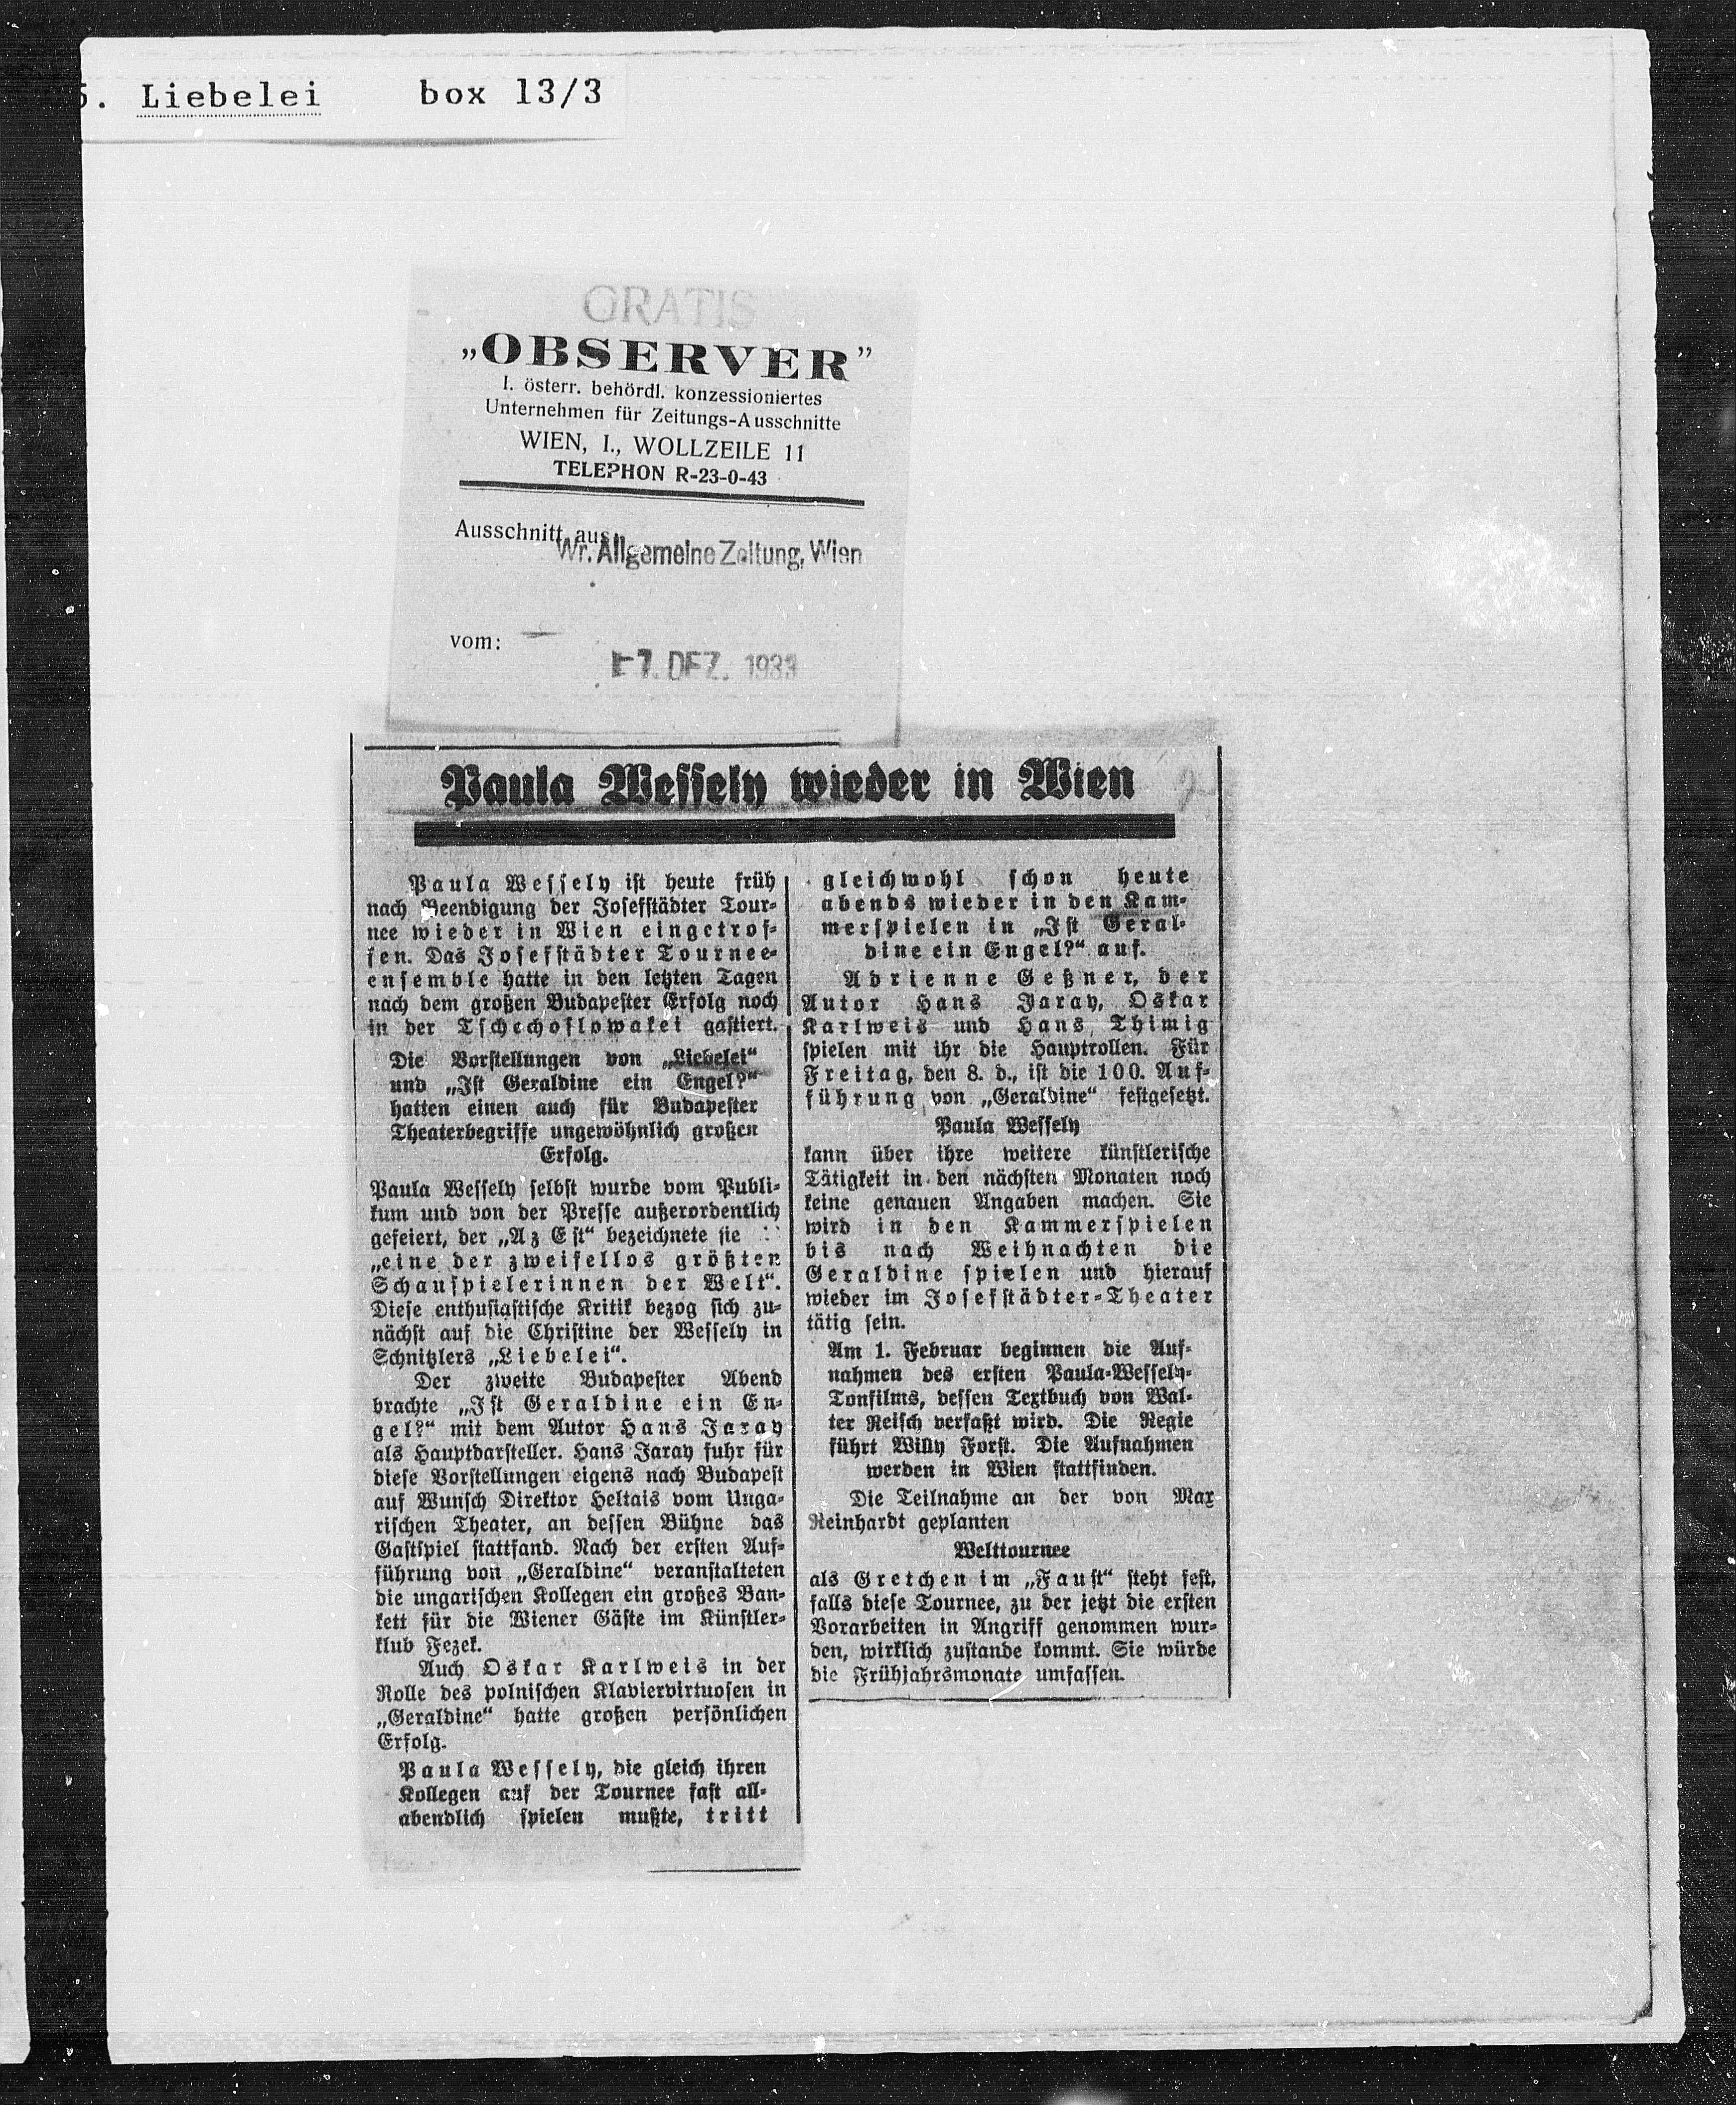 5. Liebelei box 13/3
GRATIS
„OBSERVER”
I. österr. behördl. konzessioniertes
Unternehmen für Zeitungs-Ausschnitte
WIEN, I., WOLLZEILE 11
TELEPHON R-23-0-43
Ausschnitt aus:
Wr. Allgemeine Zeitung, Wien
vom:
7. DEZ. 1933
Paula Wessely wieder in Wien
Paula Wessely ist heute früh
nach Beendigung der Josefstädter Tour-
nee wieder in Wien eingetrof-
fen. Das Josefstädter Tournee-
ensemble hatte in den letzten Tagen
nach dem großen Budapester Erfolg noch
in der Tschechoslowakei gastiert.
Die Vorstellungen von „Liebelei“
und „Ist Geraldine ein Engel?“
hatten einen auch für Budapester
Theaterbegriffe ungewöhnlich großen
Erfolg.
Paula Wessely selbst wurde vom Publi-
kum und von der Presse außerordentlich
gefeiert, der „Az Est“ bezeichnete sie
„eine der zweifellos größten
Schauspielerinnen der Welt“.
Diese enthusiastische Kritik bezog sich zu-
nächst auf die Christine der Wessely in
Schnitzlers „Liebelei“.
Der zweite Budapester Abend
brachte „Ist Geraldine ein En-
gel?“ mit dem Autor Hans Jaray
als Hauptdarsteller. Hans Jaray fuhr für
diese Vorstellungen eigens nach Budapest
auf Wunsch Direktor Heltais vom Unga-
rischen Theater, an dessen Bühne das
Gastspiel stattfand. Nach der ersten Auf-
führung von „Geraldine“ veranstalteten
die ungarischen Kollegen ein großes Ban-
kett für die Wiener Gäste im Künstler-
klub Fezek.
Auch Oskar Karlweis in der
Rolle des polnischen Klaviervirtuosen in
„Geraldine“ hatte großen persönlichen
Erfolg.
Paula Wessely, die gleich ihren
Kollegen auf der Tournee fast all-
abendlich spielen mußte, tritt
gleichwohl schon heute
abends wieder in den Kam-
merspielen in „Ist Geral-
dine ein Engel?“ auf.
Adrienne Geßner, der
Autor Hans Jaray, Oskar
Karlweis und Hans Thimig
spielen mit ihr die Hauptrollen. Für
Freitag, den 8. d., ist die 100. Auf-
führung von „Geraldine“ festgesetzt.
Paula Wessely
kann über ihre weitere künstlerische
Tätigkeit in den nächsten Monaten noch
keine genauen Angaben machen. Sie
wird in den Kammerspielen
bis nach Weihnachten die
Geraldine spielen und hierauf
wieder im Josefstädter-Theater
tätig sein.
Am 1. Februar beginnen die Auf-
nahmen des ersten Paula-Wessely-
Tonfilms, dessen Textbuch von Wal-
ter Reisch verfaßt wird. Die Regie
führt Willy Forst. Die Aufnahmen
werden in Wien stattfinden.
Die Teilnahme an der von Max
Reinhardt geplanten
Welttournee
als Gretchen im „Faust“ steht fest,
falls diese Tournee, zu der jetzt die ersten
Vorarbeiten in Angriff genommen wur-
den, wirklich zustande kommt. Sie würde
die Frühjahrsmonate umfassen.